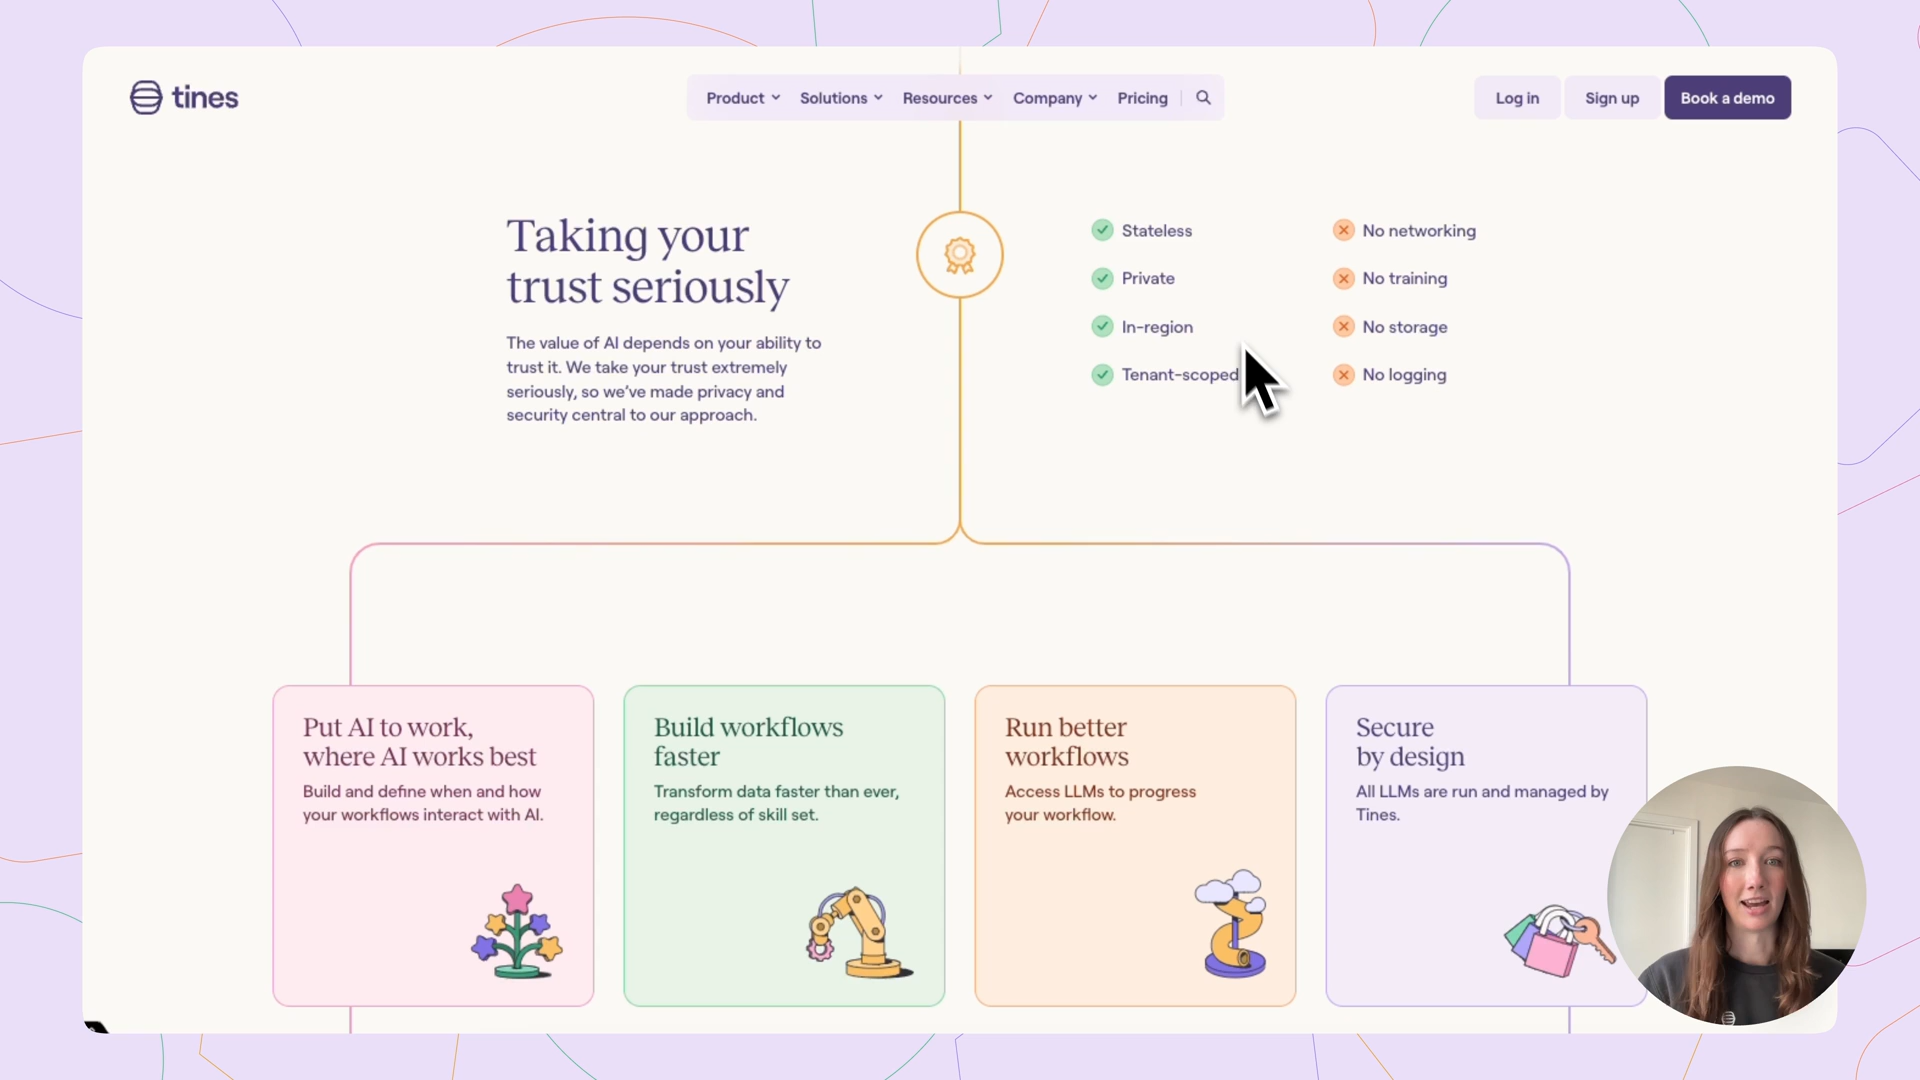 tines
Product
Solutions
Resources
Company
Pricing
Log in
Sign up
Book a demo
Taking your
trust seriously
The value of AI depends on your ability to
trust it. We take your trust extremely
seriously, so we've made privacy and
security central to our approach.
Stateless
Private
In-region
Tenant-scoped
No networking
No training
No storage
No logging
Put AI to work,
where AI works best
Build and define when and how
your workflows interact with AI.
Build workflows
faster
Transform data faster than ever,
regardless of skill set.
Run better
workflows
Access LLMs to progress
your workflow.
Secure
by design
All LLMs are run and managed by
Tines.